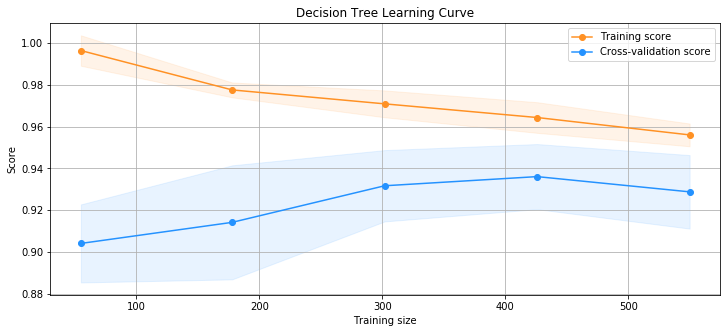 Decision Tree Learning Curve
Training score
Cross-validation score
Score
1.00
0.98
0.96
0.94
0.92
0.90
0.88
100
200
300
400
500
Training size